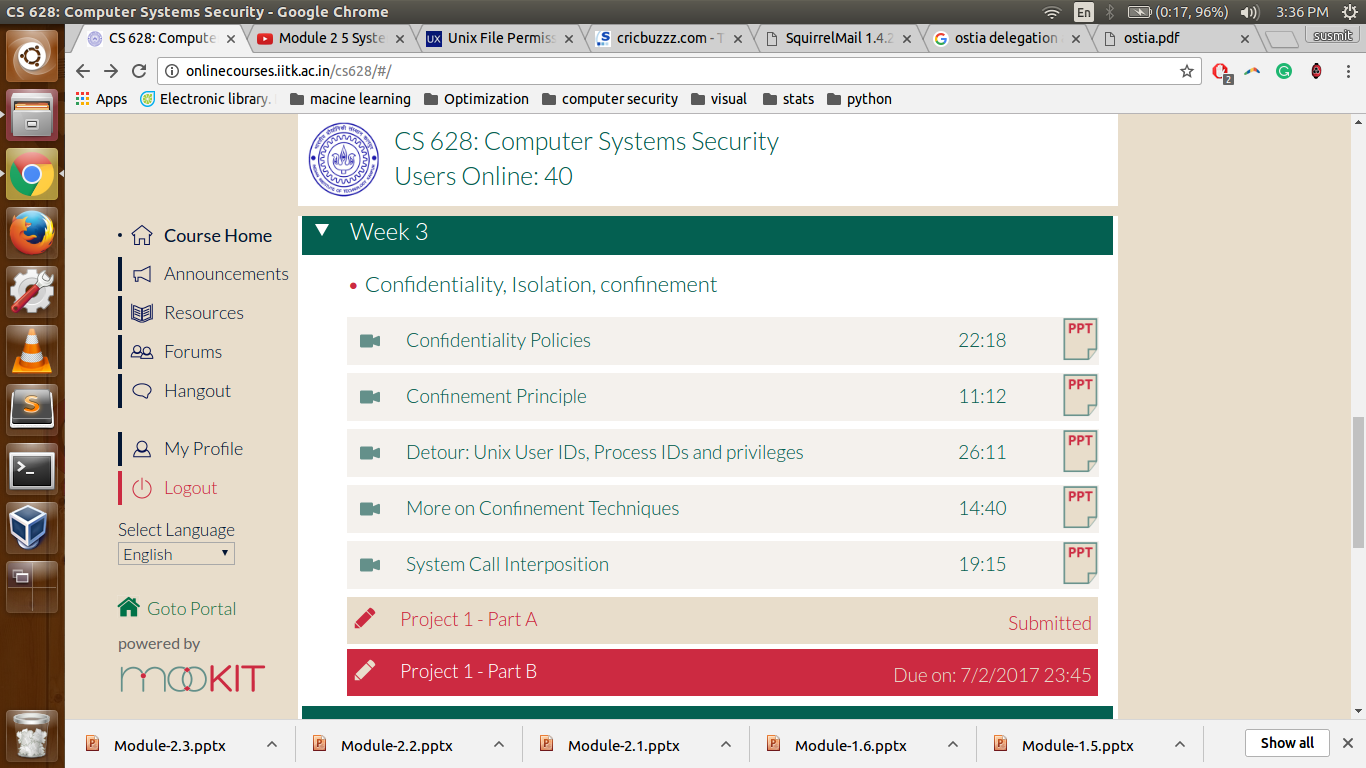 CS 628: Computer Systems Security - Google Chrome
En
(0:17, 96%)
3:36 PM
CS 628: Compute
Module 2 5 Syste
Unix File Permis
cricbuzzz.com - T
SquirrelMail 1.4.2
ostia delegation
ostia.pdf
susmit
onlinecourses.iitk.ac.in/cs628/#/
2
Apps
Electronic library.
macine learning
Optimization
computer security
visual
stats
python
CS 628: Computer Systems Security
Users Online: 40
Course Home
Announcements
Resources
Forums
Hangout
My Profile
Logout
Select Language
English
Goto Portal
powered by
mooKIT
Week 3
Confidentiality, Isolation, confinement
Confidentiality Policies 22:18 PPT
Confinement Principle 11:12 PPT
Detour: Unix User IDs, Process IDs and privileges 26:11 PPT
More on Confinement Techniques 14:40 PPT
System Call Interposition 19:15 PPT
Project 1 - Part A Submitted
Project 1 - Part B Due on: 7/2/2017 23:45
Module-2.3.pptx
Module-2.2.pptx
Module-2.1.pptx
Module-1.6.pptx
Module-1.5.pptx
Show all